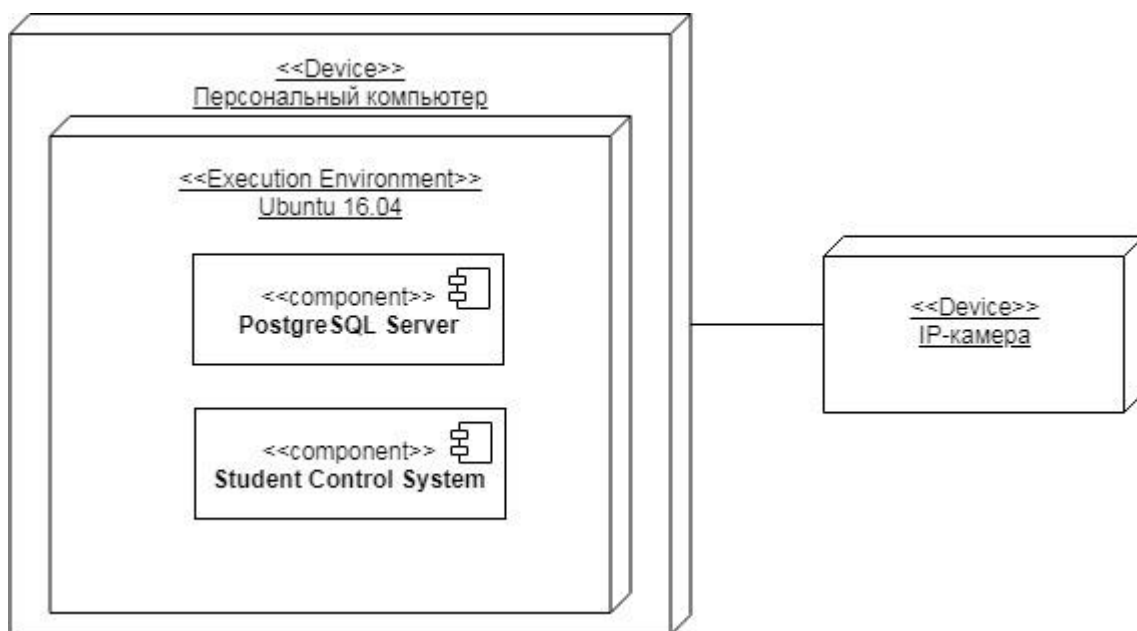 <<Device>>
Персональный компьютер
<<Execution Environment>>
Ubuntu 16.04
<<component>>
PostgreSQL Server
<<component>>
Student Control System
<<Device>>
IP-камера